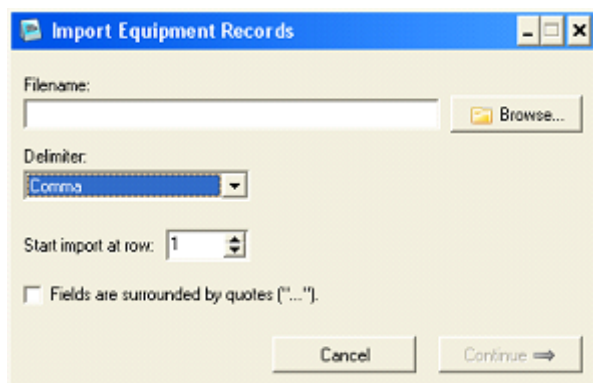 Import Equipment Records
Filename:
Browse...
Delimiter:
Comma
Start import at row: 1
Fields are surrounded by quotes ("...").
Cancel Continue ⇒